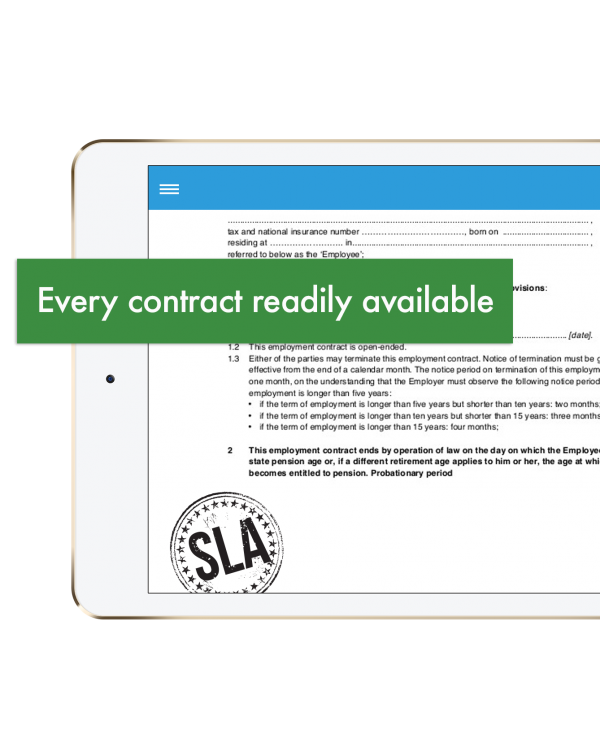 ................................................................................................................................ ,
tax and national insurance number ………………………….., born on ................................ ,
residing at ……………………. in...................................................................................... ,
referred to below as the 'Employee';
ovisions:
Every contract readily available
.................... [date].
1.2 This employment contract is open-ended.
1.3 Either of the parties may terminate this employment contract. Notice of termination must be
effective from the end of a calendar month. The notice period on termination of this
one month, on the understanding that the Employer must observe the following notice
employment is longer than five years:
• if the term of employment is longer than five years but shorter than ten years: two months
• if the term of employment is longer than ten years but shorter than 15 years: three months
• if the term of employment is longer than 15 years: four months;
2 This employment contract ends by operation of law on the day on which the
state pension age or, if a different retirement age applies to him or her, the age at
becomes entitled to pension. Probationary period
SLA